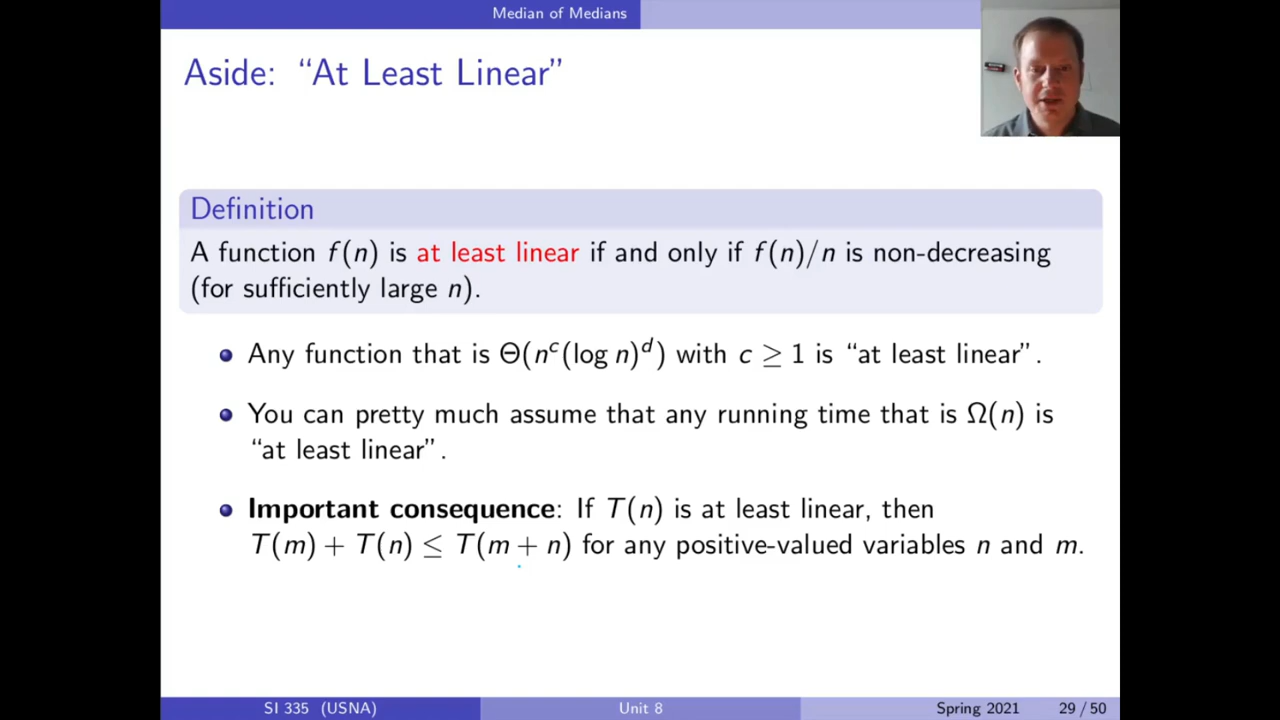 Median of Medians
Aside: “At Least Linear”
Definition
A function f(n) is at least linear if and only if f(n)/n is non-decreasing
(for sufficiently large n).
Any function that is Θ(n^c(log n)^d) with c ≥ 1 is “at least linear”.
You can pretty much assume that any running time that is Ω(n) is
“at least linear”.
Important consequence: If T(n) is at least linear, then
T(m) + T(n) ≤ T(m + n) for any positive-valued variables n and m.
SI 335 (USNA) Unit 8 Spring 2021 29 / 50